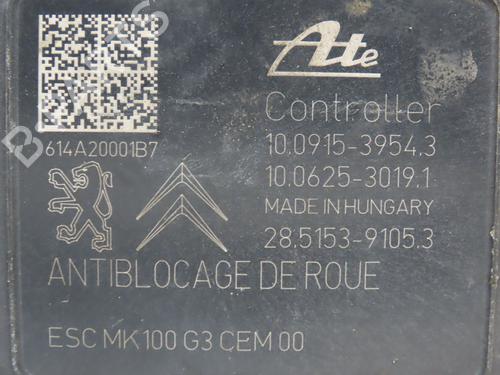 Ate
Controller
614A20001B7
10.0915-3954.3
10.0625-3019.1
MADE IN HUNGARY
28.5153-9105.3
ANTIBLOCAGE DE ROUE
ESC MK100 G3 CEM 00